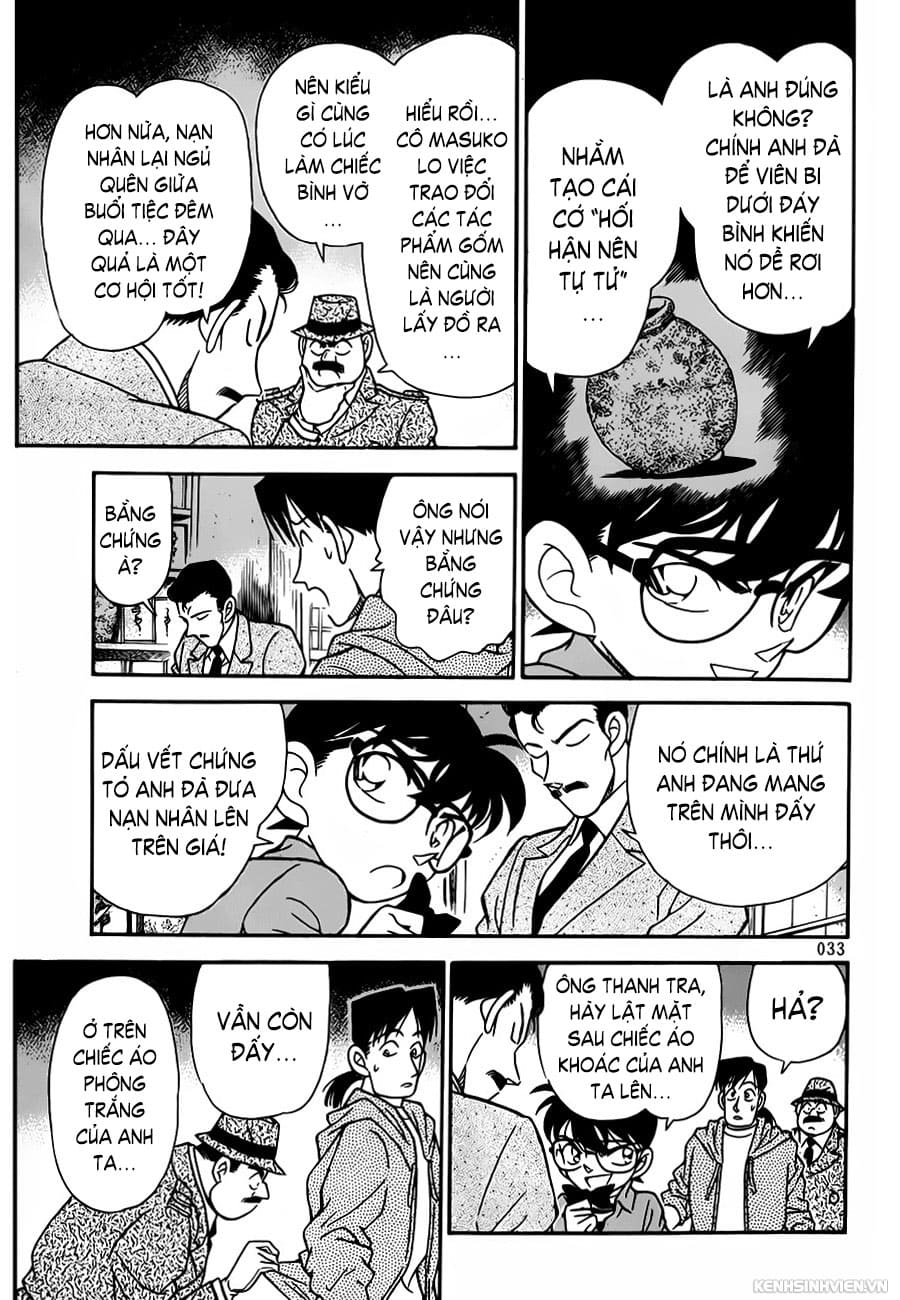 LÀ ANH ĐÚNG
KHÔNG?
CHÍNH ANH ĐÃ
ĐỂ VIÊN BI
DƯỚI ĐÁY
BÌNH KHIẾN
NÓ DỄ RƠI
HƠN...
NHẰM
TẠO CÁI
CỚ "HỐI
HẬN NÊN
TỰ TỬ"
...
HIỂU RỒI...
CÔ MASUKO
LO VIỆC
TRAO ĐỔI
CÁC TÁC
PHẨM GỐM
NÊN CŨNG
LÀ NGƯỜI
LẤY ĐỒ RA
...
NÊN KIỂU
GÌ CŨNG
CÓ LÚC
LÀM CHIẾC
BÌNH VỠ
...
HƠN NỮA, NẠN
NHÂN LẠI NGỦ
QUÊN GIỮA
BUỔI TIỆC ĐÊM
QUA... ĐÂY
QUẢ LÀ MỘT
CƠ HỘI TỐT!
ÔNG NÓI
VẬY NHƯNG
BẰNG
CHỨNG
ĐÂU?
BẰNG
CHỨNG
À?
NÓ CHÍNH LÀ THỨ
ANH ĐANG MANG
TRÊN MÌNH ĐẤY
THÔI...
DẤU VẾT CHỨNG
TỎ ANH ĐÃ ĐƯA
NẠN NHÂN LÊN
TRÊN GIÁ!
033
HẢ?
ÔNG THANH TRA,
HÃY LẬT MẶT
SAU CHIẾC ÁO
KHOÁC CỦA ANH
TA LÊN...
VẪN CÒN
ĐẤY...
Ở TRÊN
CHIẾC ÁO
PHÔNG
TRẮNG
CỦA ANH
TA...
KENHSINHVIEN.VN